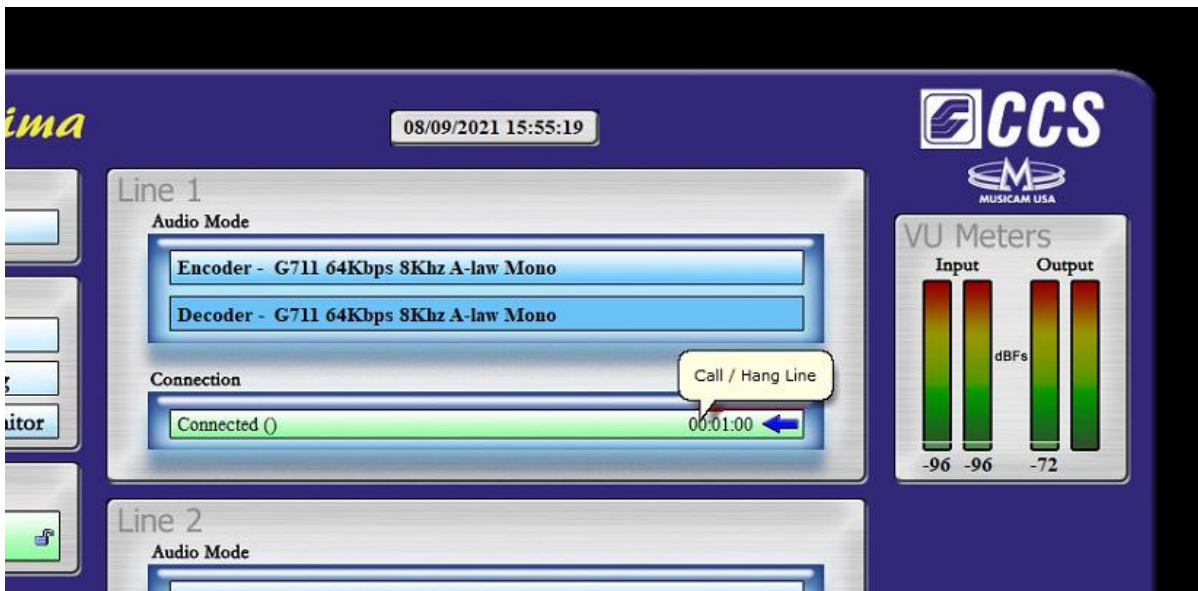 08/09/2021 15:55:19
CCS
MUSICAM USA
Line 1
Audio Mode
Encoder - G711 64Kbps 8Khz A-law Mono
Decoder - G711 64Kbps 8Khz A-law Mono
Connection
Call / Hang Line
Connected ()
00:01:00
VU Meters
Input Output
dBFs
-96 -96 -72
Line 2
Audio Mode